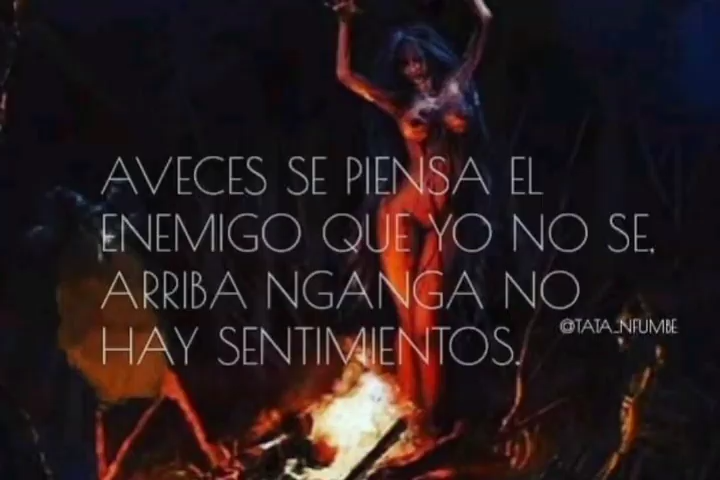 AVECES SE PIENSA EL
ENEMIGO QUE YO NO SE,
ARRIBA NGANGA NO
HAY SENTIMIENTOS.
@TATA_NFUMBE